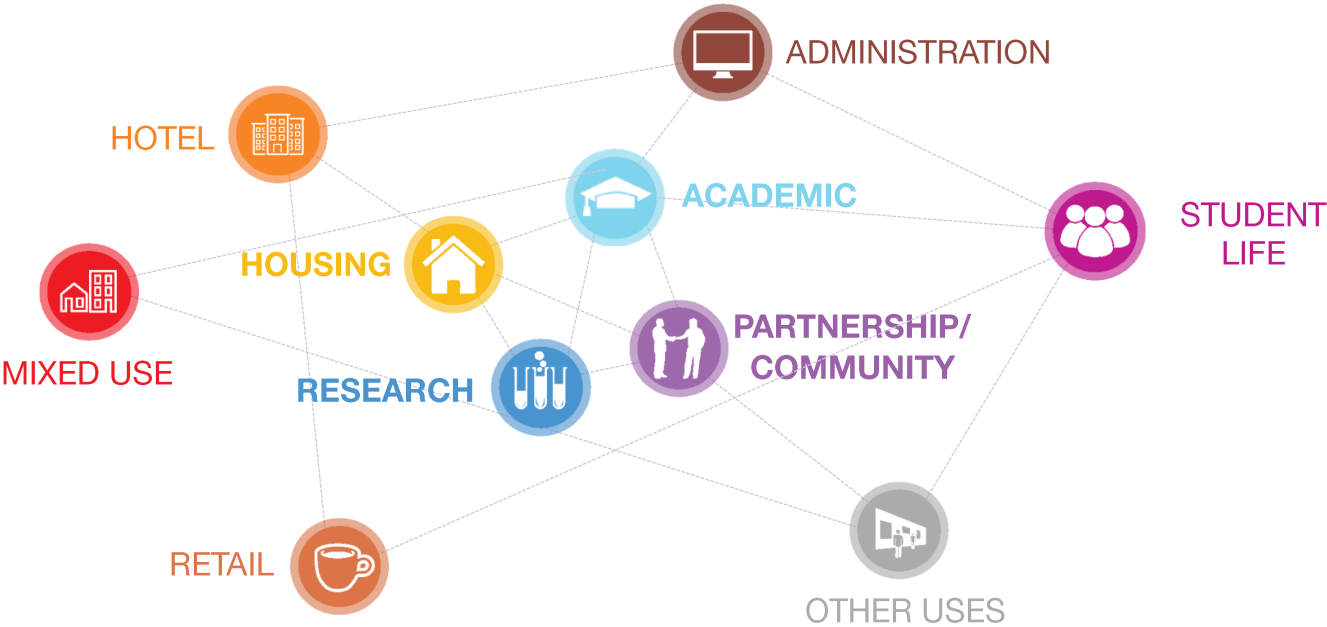 ADMINISTRATION
HOTEL
ACADEMIC
STUDENT
LIFE
HOUSING
PARTNERSHIP/
COMMUNITY
MIXED USE
RESEARCH
RETAIL
OTHER USES